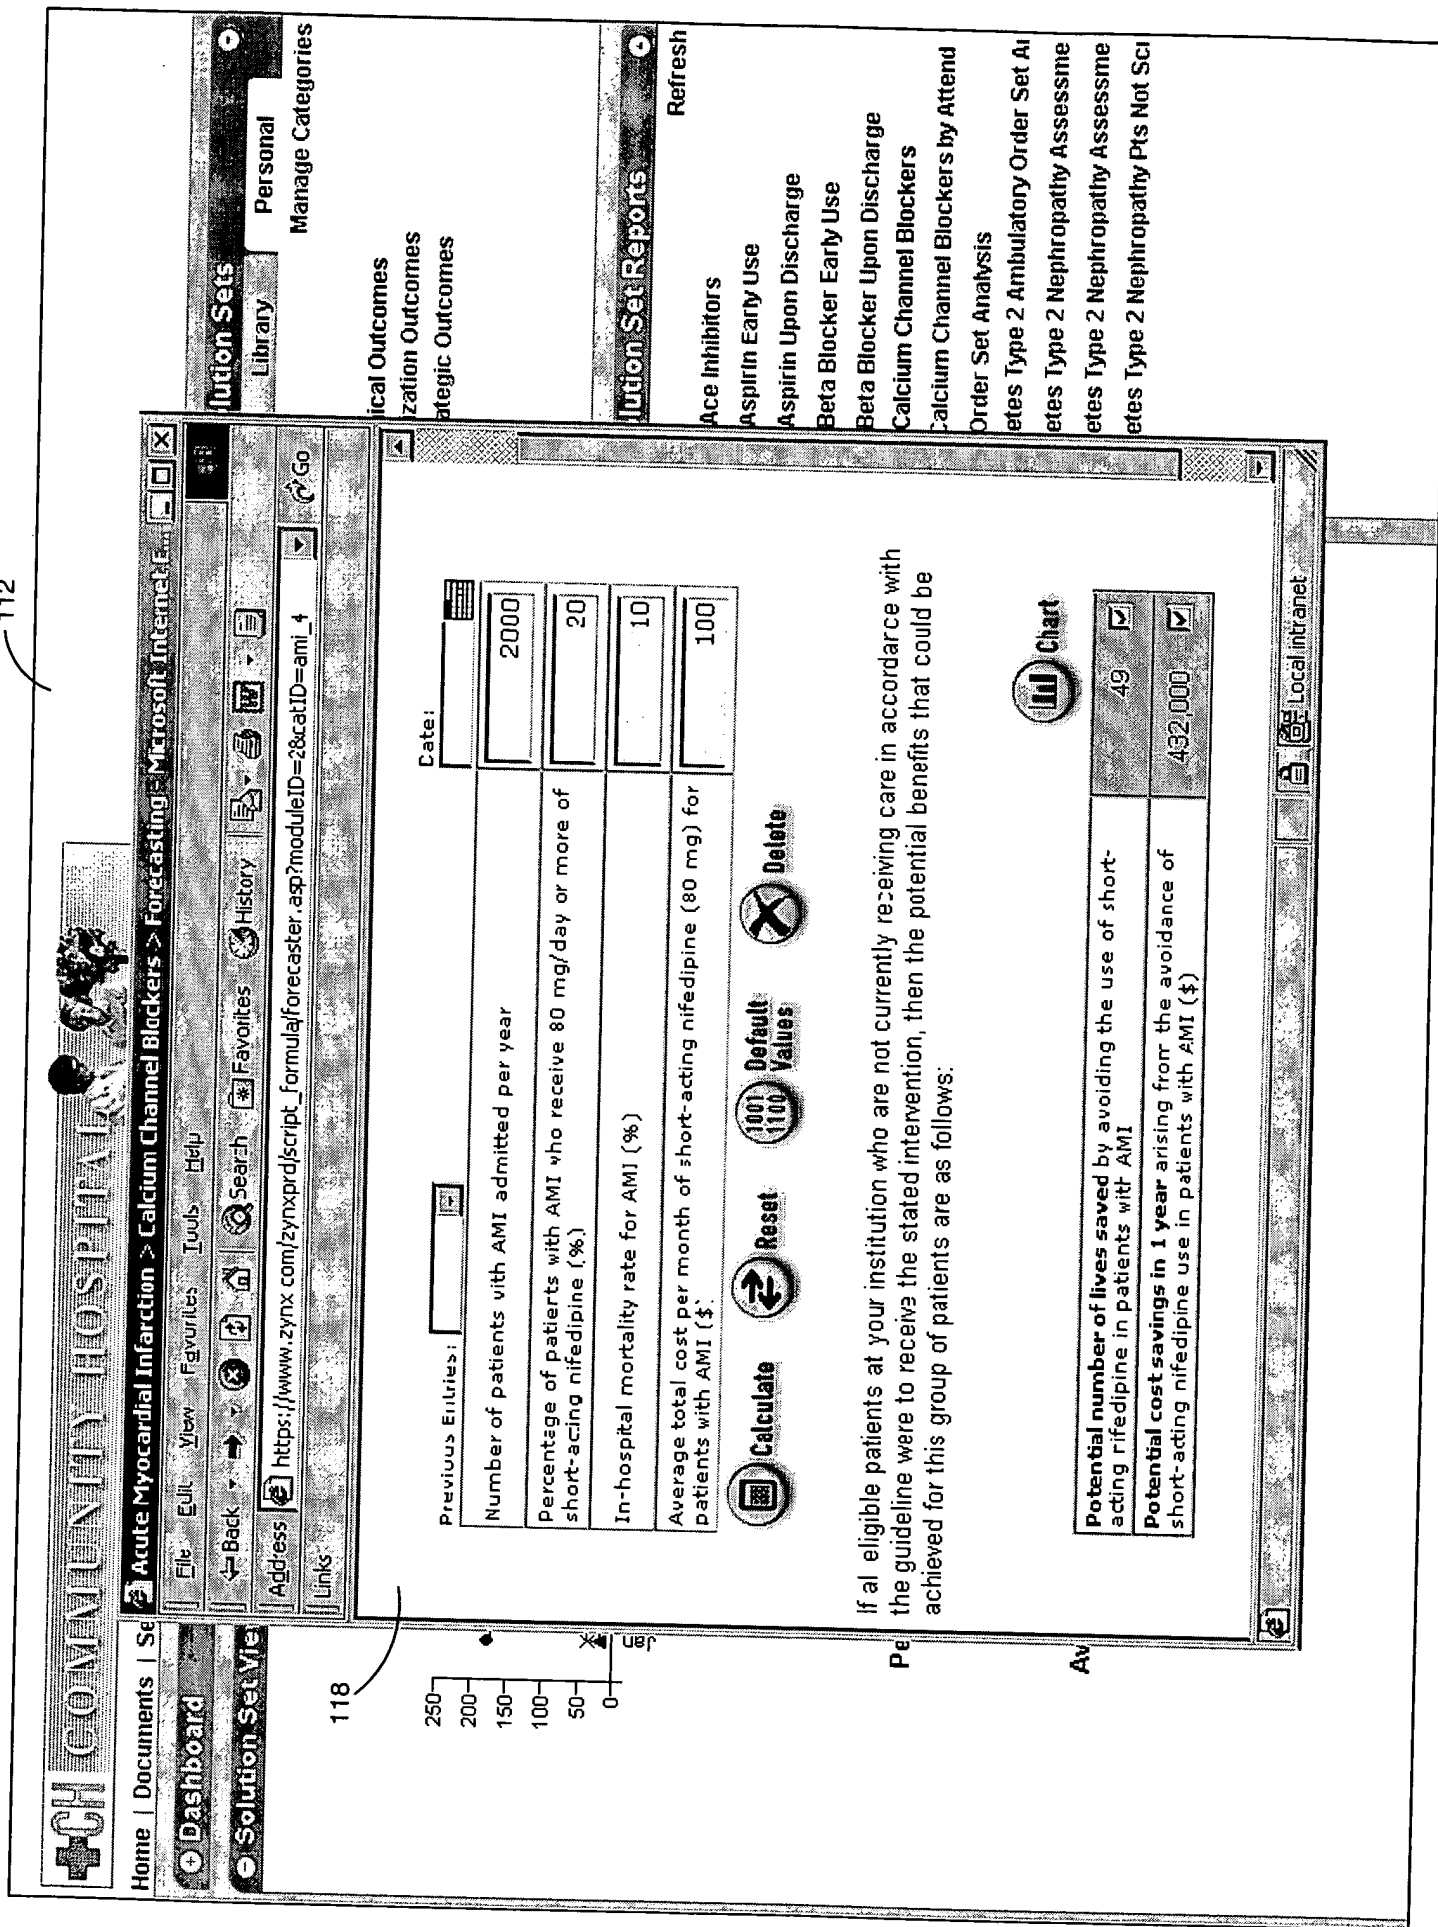 112
CH COMMUNITY HOSPITAL
Home | Documents | Se
Dashboard
Solution Set Vie
118
250
200
150
100
50
0
Jan
Pe
Av
Acute Myocardial Infarction > Calcium Channel Blockers > Forecasting - Microsoft Internet E...
File Edit View Favorites Tools Help
Back Search Favorites History
Address https://www.zynx.com/zynxprd/script_formula/forecaster.asp?moduleID=2&catID=ami_4 Go
Links
Previous Entries: Date:
Number of patients with AMI admitted per year 2000
Percentage of patients with AMI who receive 80 mg/day or more of
short-acing nifedipine (%) 20
In-hospital mortality rate for AMI (%) 10
Average total cost per month of short-acting nifedipine (80 mg) for
patients with AMI ($) 100
Calculate Reset 1001 1100 Default Values Delete
If al eligible patients at your institution who are not currently receiving care in accordance with
the guideline were to receive the stated intervention, then the potential benefits that could be
achieved for this group of patients are as follows:
Chart
Potential number of lives saved by avoiding the use of short-
acting nifedipine in patients with AMI 49
Potential cost savings in 1 year arising from the avoidance of
short-acting nifedipine use in patients with AMI ($) 432,000
Local intranet
lution Sets
Library Personal
Manage Categories
ical Outcomes
ization Outcomes
ategic Outcomes
lution Set Reports
Refresh
Ace Inhibitors
Aspirin Early Use
Aspirin Upon Discharge
Beta Blocker Early Use
Beta Blocker Upon Discharge
Calcium Channel Blockers
Calcium Channel Blockers by Attend
Order Set Analysis
etes Type 2 Ambulatory Order Set Ar
etes Type 2 Nephropathy Assessme
etes Type 2 Nephropathy Assessme
etes Type 2 Nephropathy Pts Not Scr